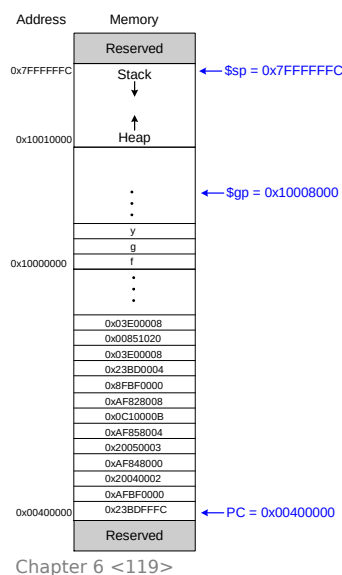 Address Memory
Reserved
0x7FFFFFFC Stack $sp = 0x7FFFFFFC
0x10010000 Heap
$gp = 0x10008000
y
g
0x10000000 f
0x03E00008
0x00851020
0x03E00008
0x23BD0004
0x8FBF0000
0xAF828008
0x0C10000B
0xAF858004
0x20050003
0xAF848000
0x20040002
0xAFBF0000
0x00400000 0x23BDFFFC PC = 0x00400000
Reserved
Chapter 6 <119>